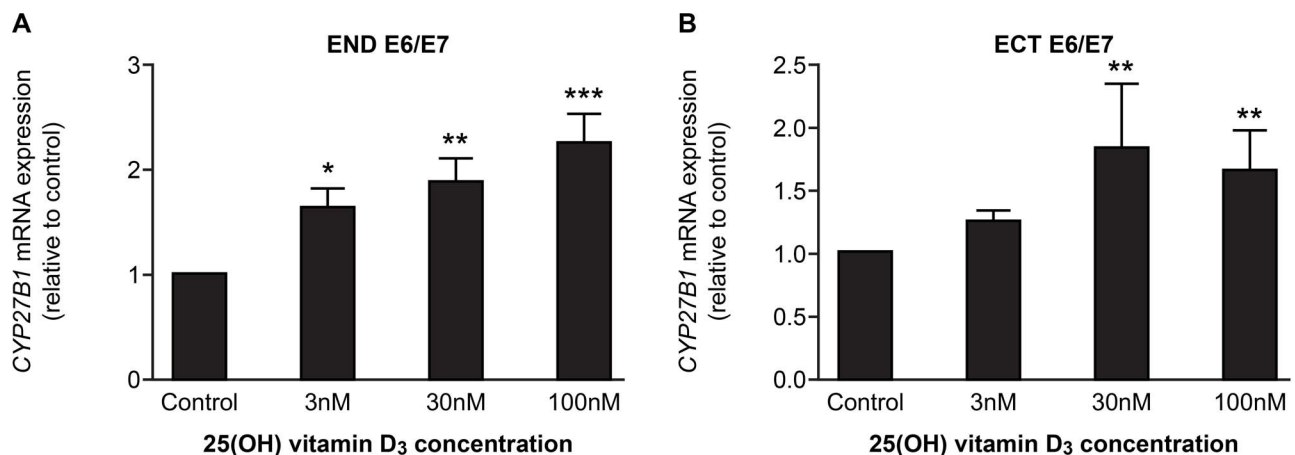 A
END E6/E7
CYP27B1 mRNA expression
(relative to control)
3
2
1
0
*
**
***
Control 3nM 30nM 100nM
25(OH) vitamin D₃ concentration
B
ECT E6/E7
CYP27B1 mRNA expression
(relative to control)
2.5
2.0
1.5
1.0
0.5
0.0
**
**
Control 3nM 30nM 100nM
25(OH) vitamin D₃ concentration